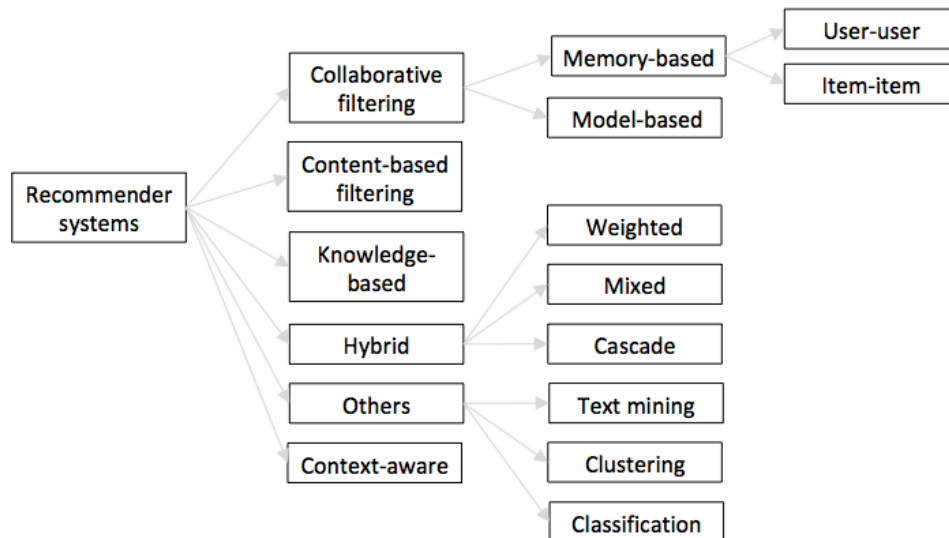 Recommender
systems
Collaborative
filtering
Content-based
filtering
Knowledge-
based
Hybrid
Others
Context-aware
Memory-based
Model-based
Weighted
Mixed
Cascade
Text mining
Clustering
Classification
User-user
Item-item